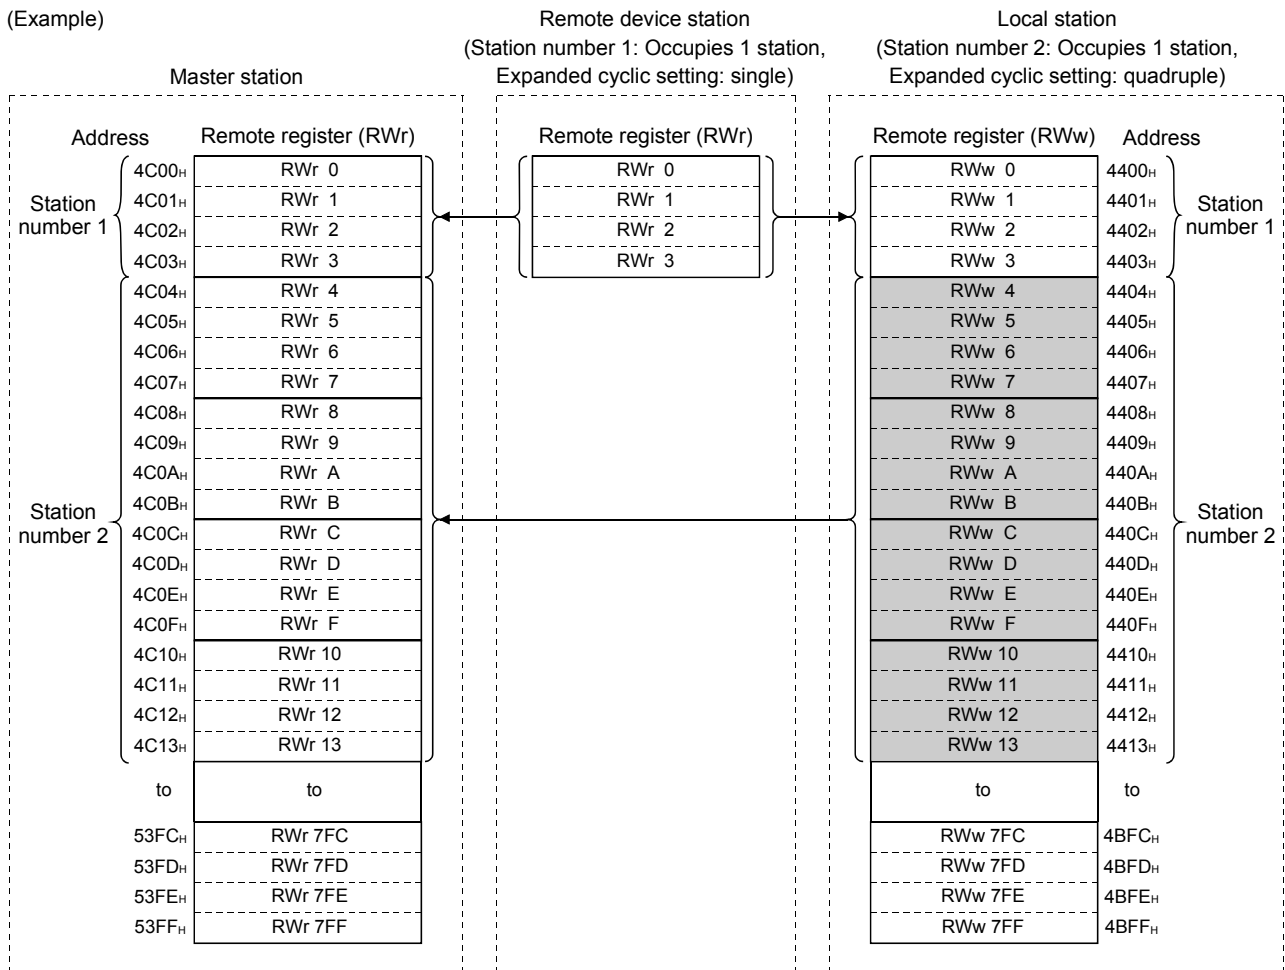 (Example)
Remote device station
(Station number 1: Occupies 1 station,
Expanded cyclic setting: single)
Local station
(Station number 2: Occupies 1 station,
Expanded cyclic setting: quadruple)
Master station
Address Remote register (RWr) Remote register (RWr) Remote register (RWw) Address
4C00H RWr 0 RWr 0 RWw 0 4400H
4C01H RWr 1 RWr 1 RWw 1 4401H
Station number 1
Station number 1
4C02H RWr 2 RWr 2 RWw 2 4402H
4C03H RWr 3 RWr 3 RWw 3 4403H
4C04H RWr 4 RWw 4 4404H
4C05H RWr 5 RWw 5 4405H
4C06H RWr 6 RWw 6 4406H
4C07H RWr 7 RWw 7 4407H
4C08H RWr 8 RWw 8 4408H
4C09H RWr 9 RWw 9 4409H
4C0AH RWr A RWw A 440AH
4C0BH RWr B RWw B 440BH
Station number 2
Station number 2
4C0CH RWr C RWw C 440CH
4C0DH RWr D RWw D 440DH
4C0EH RWr E RWw E 440EH
4C0FH RWr F RWw F 440FH
4C10H RWr 10 RWw 10 4410H
4C11H RWr 11 RWw 11 4411H
4C12H RWr 12 RWw 12 4412H
4C13H RWr 13 RWw 13 4413H
to to to to
53FCH RWr 7FC RWw 7FC 4BFCH
53FDH RWr 7FD RWw 7FD 4BFDH
53FEH RWr 7FE RWw 7FE 4BFEH
53FFH RWr 7FF RWw 7FF 4BFFH